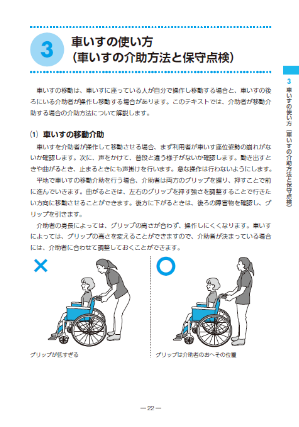 3
車いすの使い方
（車いすの介助方法と保守点検）
車いすの移動は、車いすに座っている人が自分で操作し移動する場合と、車いすの後
ろにいる介助者が操作し移動する場合があります。このテキストでは、介助者が移動介
助する場合の介助方法について解説します。
（1）車いすの移動介助
車いすを介助者が操作して移動させる場合、まず利用者が車いす座位姿勢の崩れがな
いか確認します。次に、声をかけて、普段と違う様子がないか確認します。動き出すと
きや曲がるとき、止まるときにも声掛けを行います。急な操作は行わないようにします。
平地で車いすの移動介助を行う場合、介助者は両方のグリップを握り、押すことで前
に進んでいきます。曲がるときは、左右のグリップを押す強さを調整することで行きた
い方向に移動させることができます。後方に下がるときは、後ろの障害物を確認し、グ
リップを引きます。
介助者の身長によっては、グリップの高さが合わず、操作しにくくなります。車いす
によっては、グリップの高さを変えることができますので、介助者が決まっている場合
には、介助者に合わせて調整しておくことができます。
グリップが低すぎる
グリップは介助者のおへその位置
3 車いすの使い方（車いすの介助方法と保守点検）